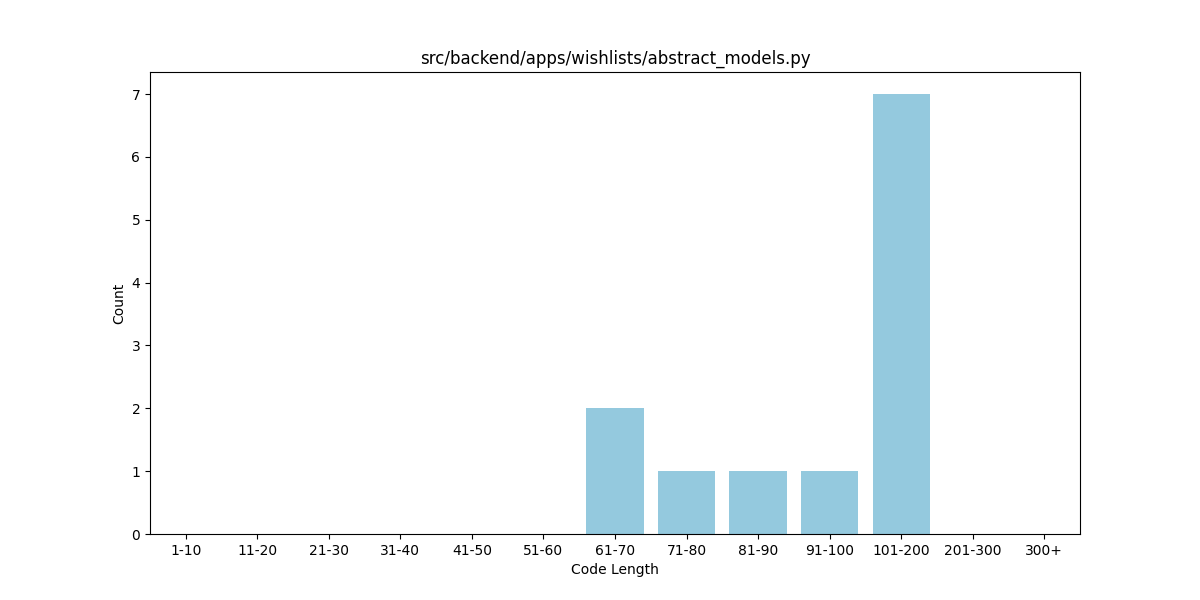 src/backend/apps/wishlists/abstract_models.py
Count
7
6
5
4
3
2
1
0
1-10 11-20 21-30 31-40 41-50 51-60 61-70 71-80 81-90 91-100 101-200 201-300 300+
Code Length